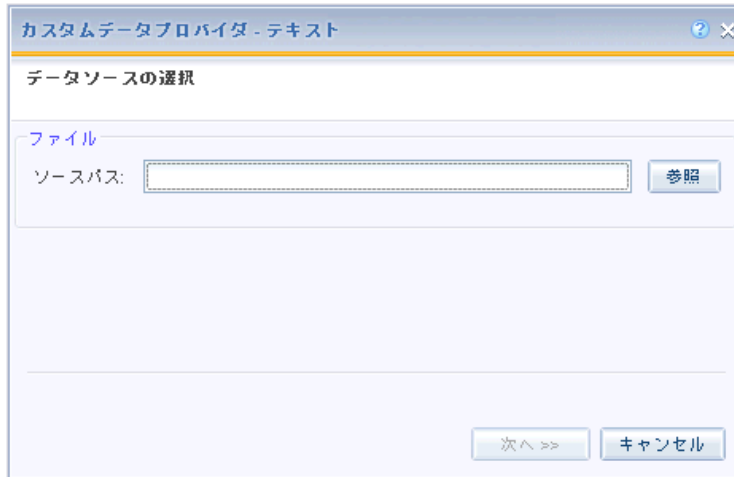 カスタムデータプロバイダ - テキスト
データソースの選択
ファイル
ソースパス: 参照
次へ >> キャンセル